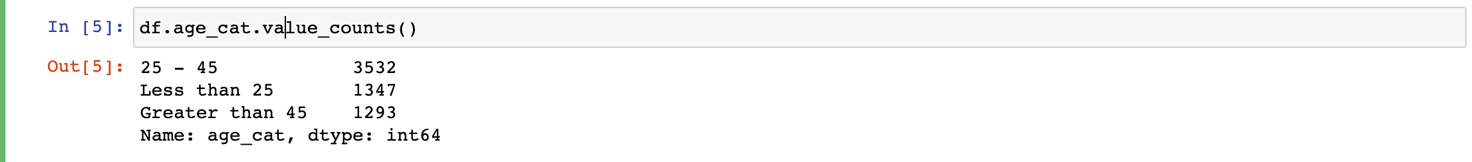 In [5]: df.age_cat.value_counts()
Out[5]: 25 - 45            3532
Less than 25       1347
Greater than 45    1293
Name: age_cat, dtype: int64